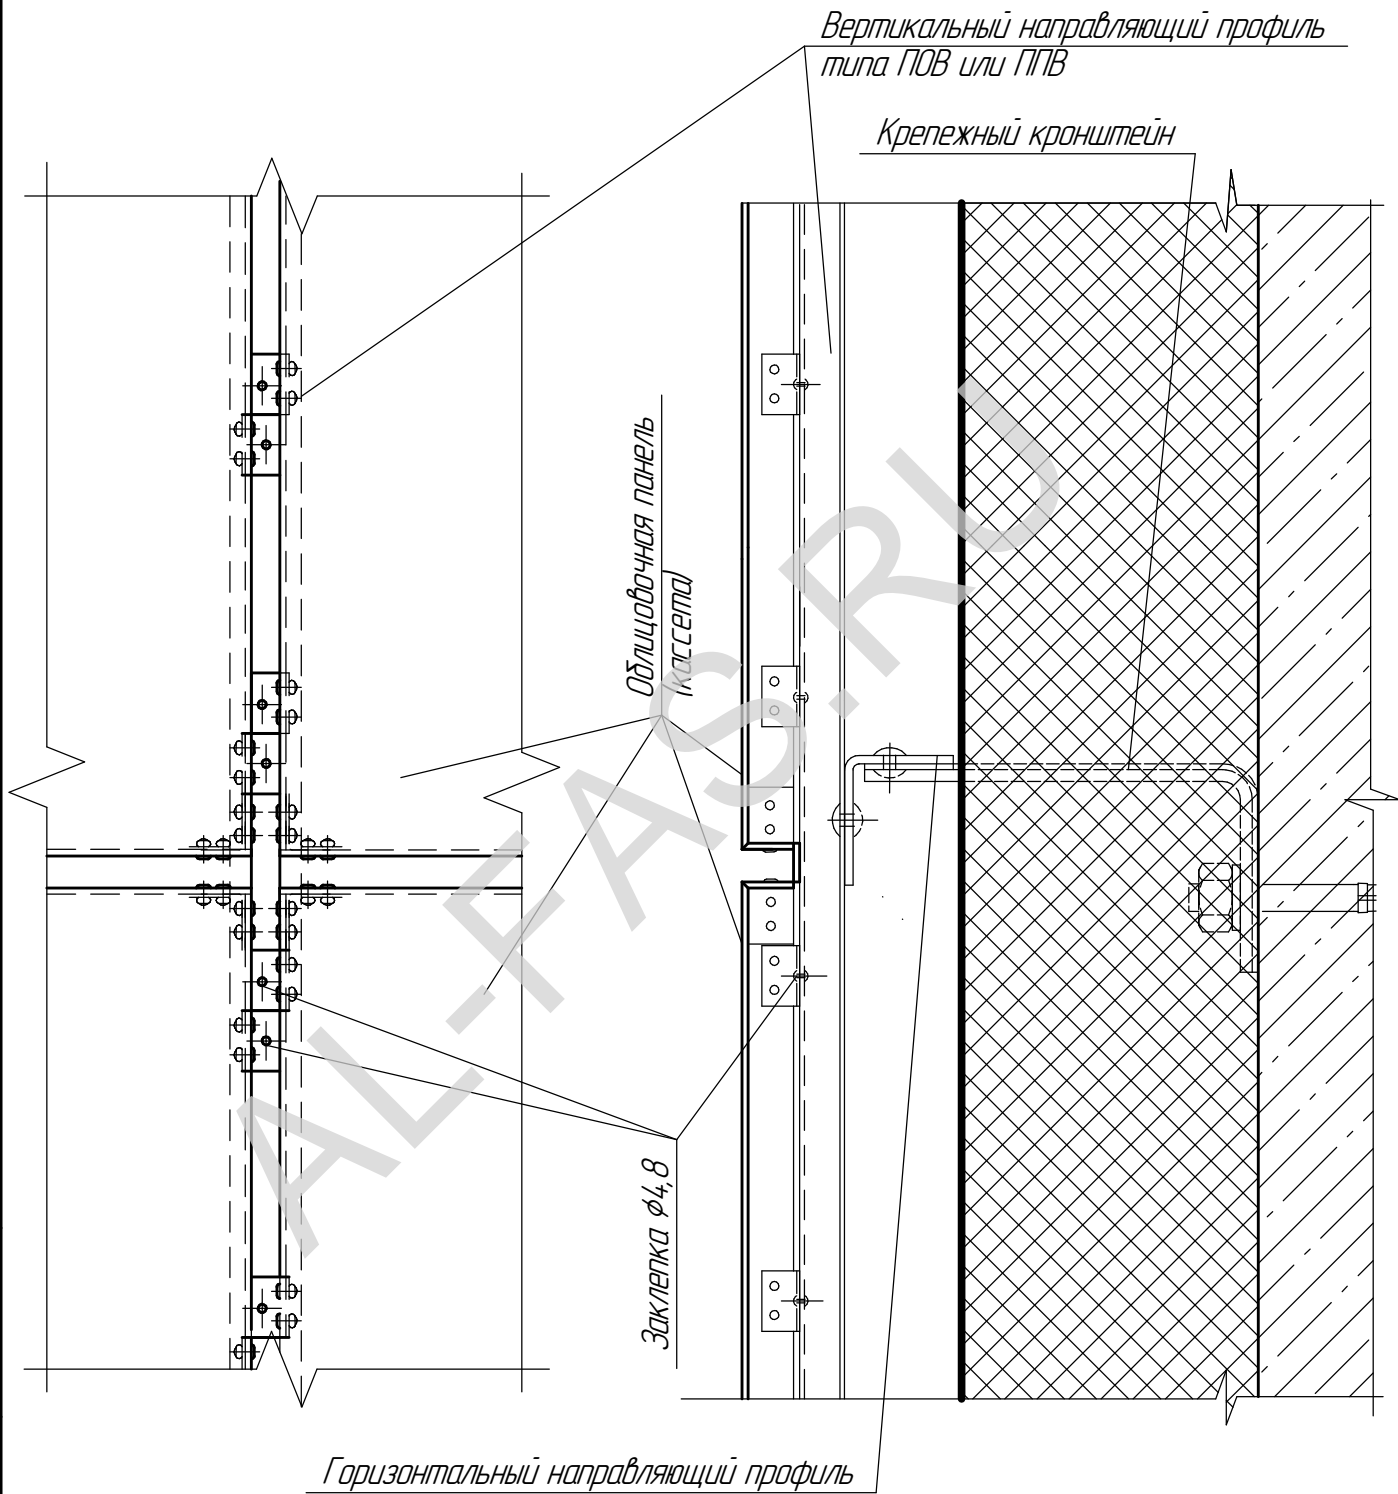 Вертикальный направляющий профиль
типа ПОВ или ППВ
Крепежный кронштейн
Облицовочная панель
(кассета)
AL-FAS.RU
Заклепка ϕ4,8
Горизонтальный направляющий профиль